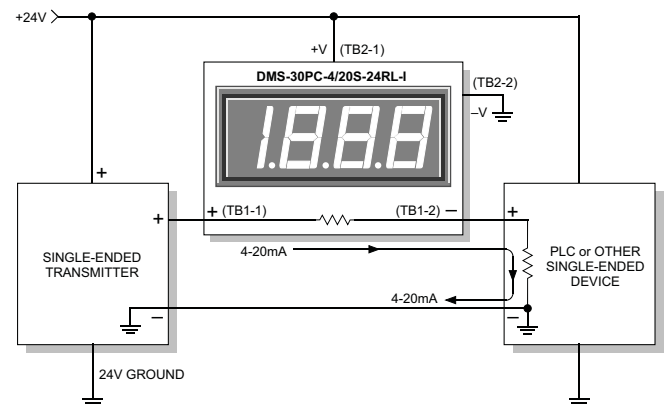 +24V
+V (TB2-1)
DMS-30PC-4/20S-24RL-I
(TB2-2)
–V
1.8.8.8
+
+
+ (TB1-1)
(TB1-2) –
+
SINGLE-ENDED
TRANSMITTER
4-20mA
PLC or OTHER
SINGLE-ENDED
DEVICE
4-20mA
–
–
24V GROUND